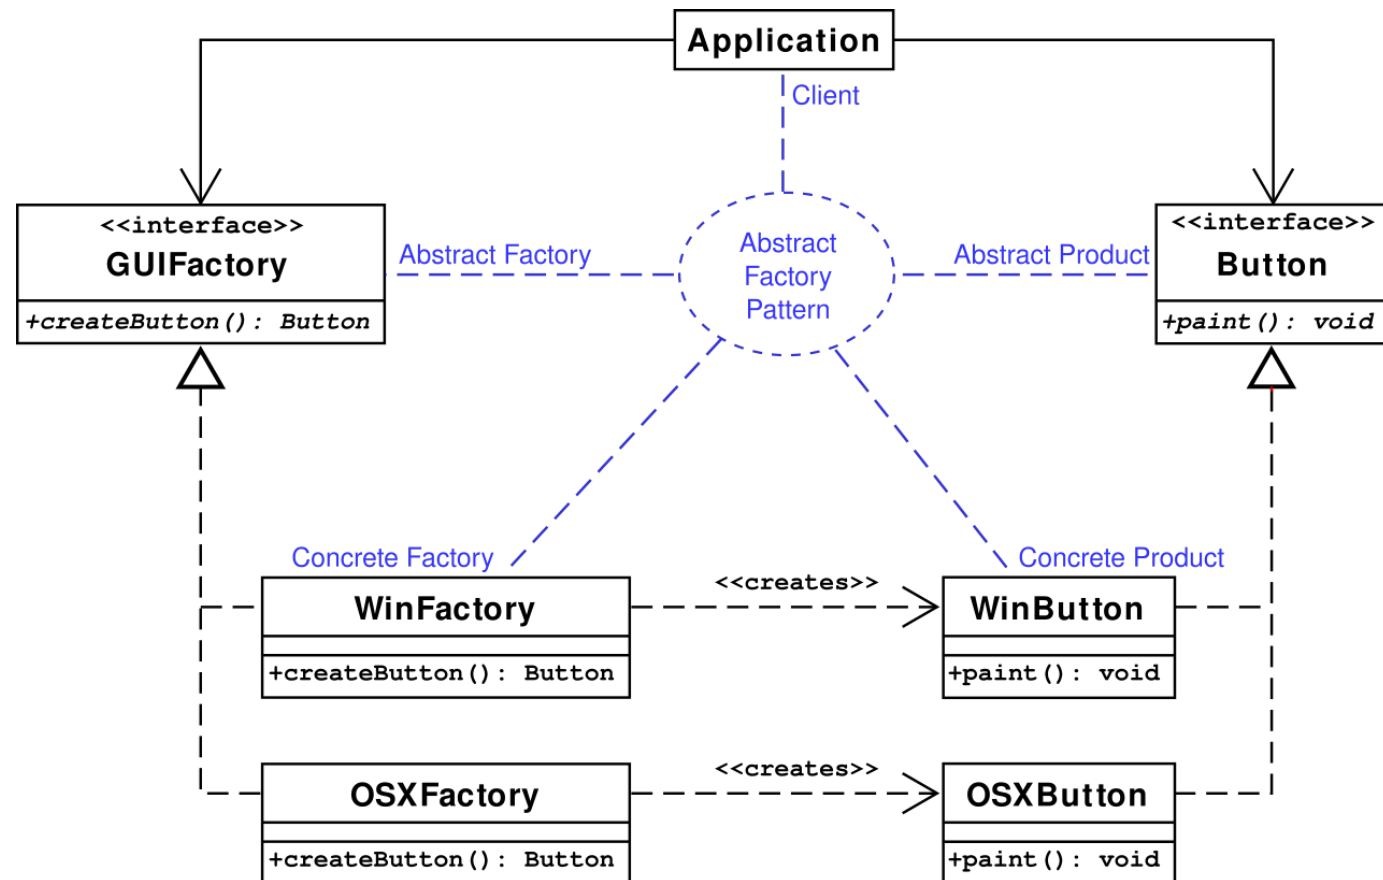 Application
Client
<<interface>>
GUIFactory
+createButton(): Button
Abstract Factory
Abstract
Factory
Pattern
Abstract Product
<<interface>>
Button
+paint(): void
Concrete Factory
WinFactory
+createButton(): Button
<<creates>>
Concrete Product
WinButton
+paint(): void
OSXFactory
+createButton(): Button
<<creates>>
OSXButton
+paint(): void